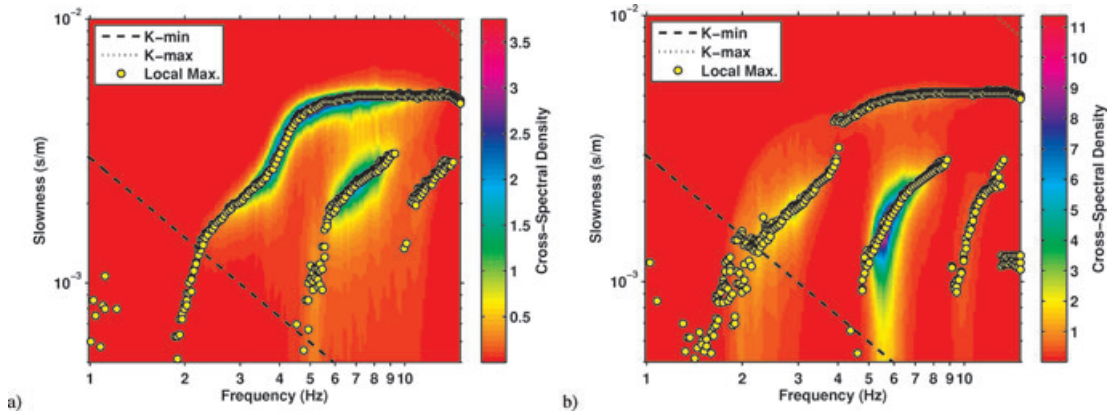 10⁻²
K−min
K−max
Local Max.
10⁻³
Slowness (s/m)
1 2 3 4 5 6 7 8 9 10
Frequency (Hz)
3.5
3
2.5
2
1.5
1
0.5
Cross−Spectral Density
a)
10⁻²
K−min
K−max
Local Max.
10⁻³
Slowness (s/m)
1 2 3 4 5 6 7 8 9 10
Frequency (Hz)
11
10
9
8
7
6
5
4
3
2
1
Cross−Spectral Density
b)